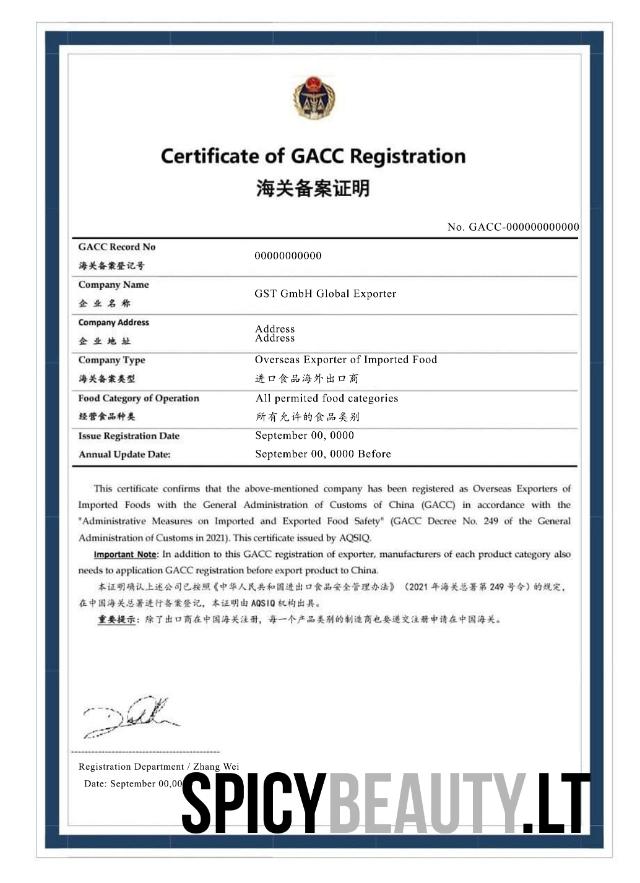 Certificate of GACC Registration
海关备案证明
No. GACC-000000000000
GACC Record No
海关备案登记号
00000000000
Company Name
企 业 名 称
GST GmbH Global Exporter
Company Address
企 业 地 址
Address
Address
Company Type
海关备案类型
Overseas Exporter of Imported Food
进口食品海外出口商
Food Category of Operation
经营食品种类
All permited food categories
所有允许的食品类别
Issue Registration Date
September 00, 0000
Annual Update Date:
September 00, 0000 Before
This certificate confirms that the above-mentioned company has been registered as Overseas Exporters of
Imported Foods with the General Administration of Customs of China (GACC) in accordance with the
"Administrative Measures on Imported and Exported Food Safety" (GACC Decree No. 249 of the General
Administration of Customs in 2021). This certificate issued by AQSIQ.
Important Note: In addition to this GACC registration of exporter, manufacturers of each product category also
needs to application GACC registration before export product to China.
本证明确认上述公司已按照《中华人民共和国进出口食品安全管理办法》（2021 年海关总署第 249 号令）的规定，
在中国海关总署进行备案登记，本证明由 AQSIQ 机构出具。
重要提示：除了出口商在中国海关注册，每一个产品类别的制造商也要递交注册申请在中国海关。
Registration Department / Zhang Wei
Date: September 00,00
SPICYBEAUTY.LT